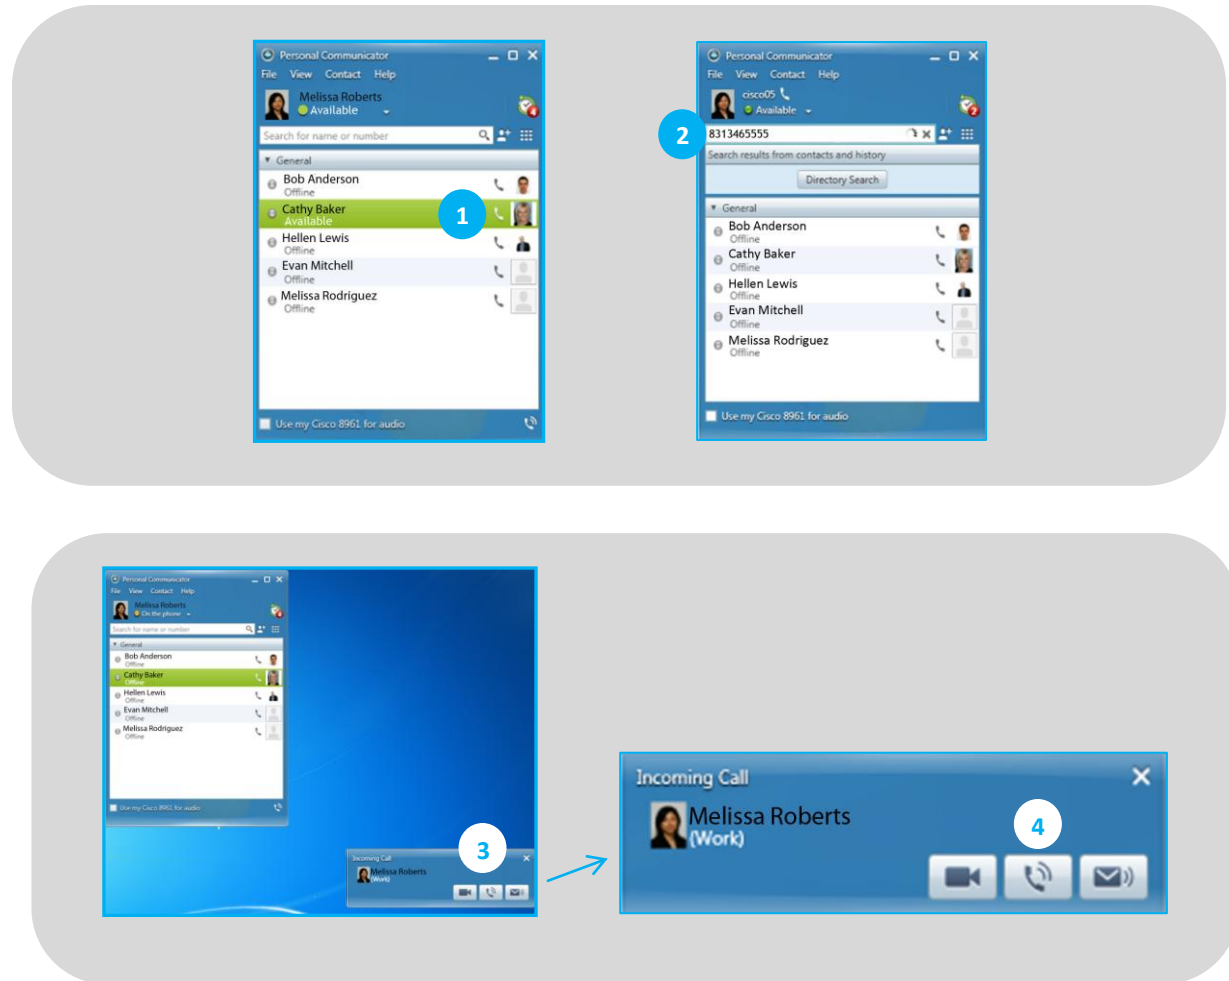 Personal Communicator
File View Contact Help
Melissa Roberts
Available
4
Search for name or number
General
Bob Anderson
Offline
Cathy Baker
Available
1
Hellen Lewis
Offline
Evan Mitchell
Offline
Melissa Rodriguez
Offline
Use my Cisco 8961 for audio
Personal Communicator
File View Contact Help
cisco05
Available
2
2
8313465555
Search results from contacts and history
Directory Search
General
Bob Anderson
Offline
Cathy Baker
Offline
Hellen Lewis
Offline
Evan Mitchell
Offline
Melissa Rodriguez
Offline
Use my Cisco 8961 for audio
Personal Communicator
File View Contact Help
Melissa Roberts
On the phone
Search for name or number
General
Bob Anderson
Offline
Cathy Baker
Offline
Hellen Lewis
Offline
Evan Mitchell
Offline
Melissa Rodriguez
Offline
Use my Cisco 8961 for audio
3
Incoming Call
Melissa Roberts
(Work)
Incoming Call
Melissa Roberts
(Work)
4